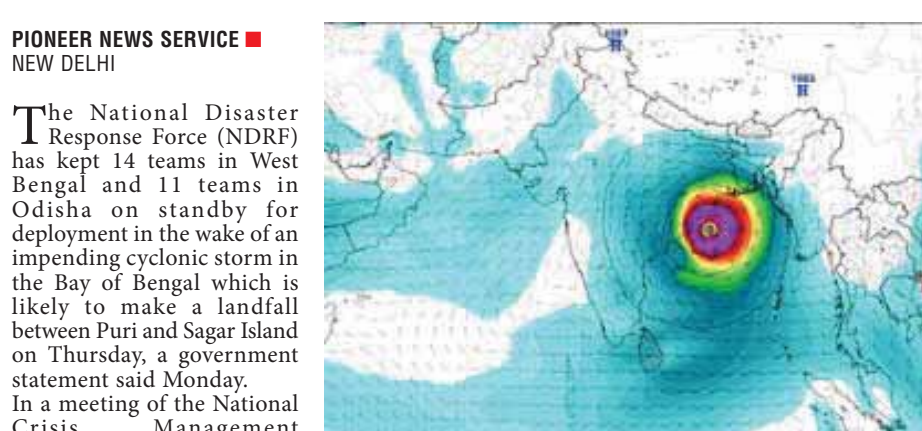 PIONEER NEWS SERVICE
NEW DELHI
The National Disaster
Response Force (NDRF)
has kept 14 teams in West
Bengal and 11 teams in
Odisha on standby for
deployment in the wake of an
impending cyclonic storm in
the Bay of Bengal which is
likely to make a landfall
between Puri and Sagar Island
on Thursday, a government
statement said Monday.
In a meeting of the National
Crisis Management